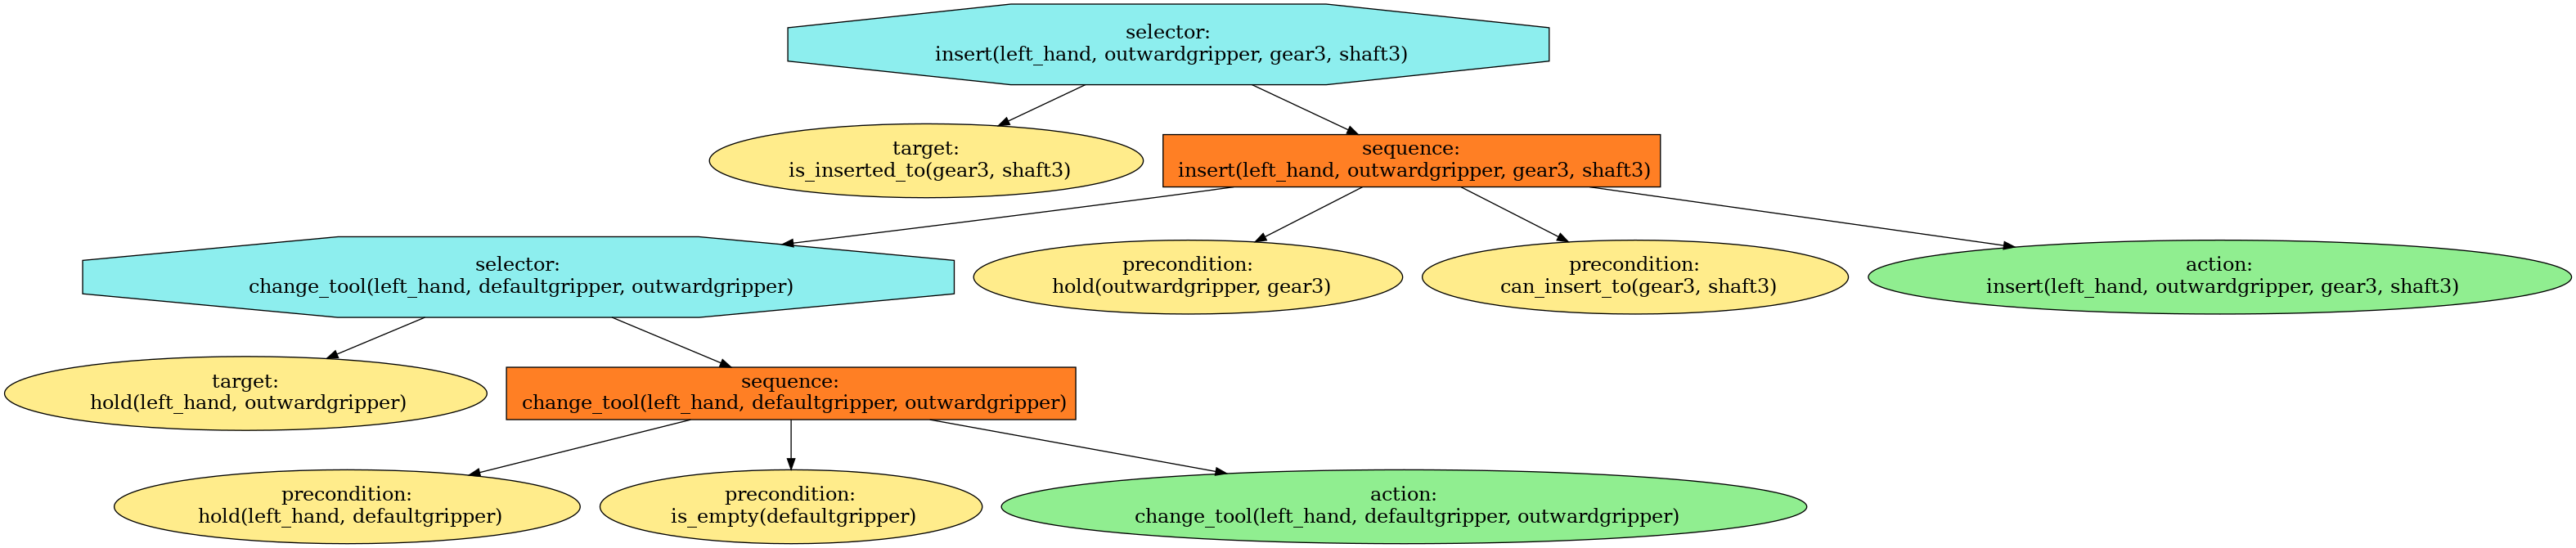 selector:
insert(left_hand, outwardgripper, gear3, shaft3)
target:
is_inserted_to(gear3, shaft3)
sequence:
insert(left_hand, outwardgripper, gear3, shaft3)
selector:
change_tool(left_hand, defaultgripper, outwardgripper)
precondition:
hold(outwardgripper, gear3)
precondition:
can_insert_to(gear3, shaft3)
action:
insert(left_hand, outwardgripper, gear3, shaft3)
target:
hold(left_hand, outwardgripper)
sequence:
change_tool(left_hand, defaultgripper, outwardgripper)
precondition:
hold(left_hand, defaultgripper)
precondition:
is_empty(defaultgripper)
action:
change_tool(left_hand, defaultgripper, outwardgripper)